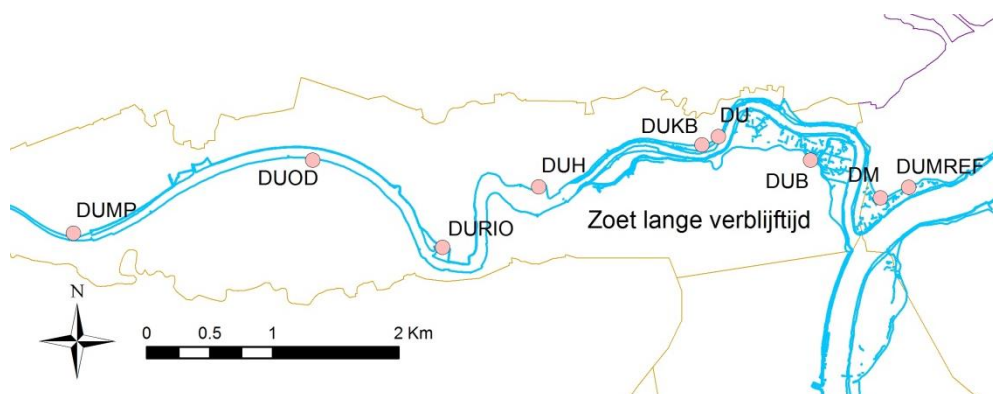 DUKB
DU
DUOD
DUH
DUB
DM
DUMREF
DUMP
DURIO
Zoet lange verblijftijd
N
0 0.5 1 2 Km